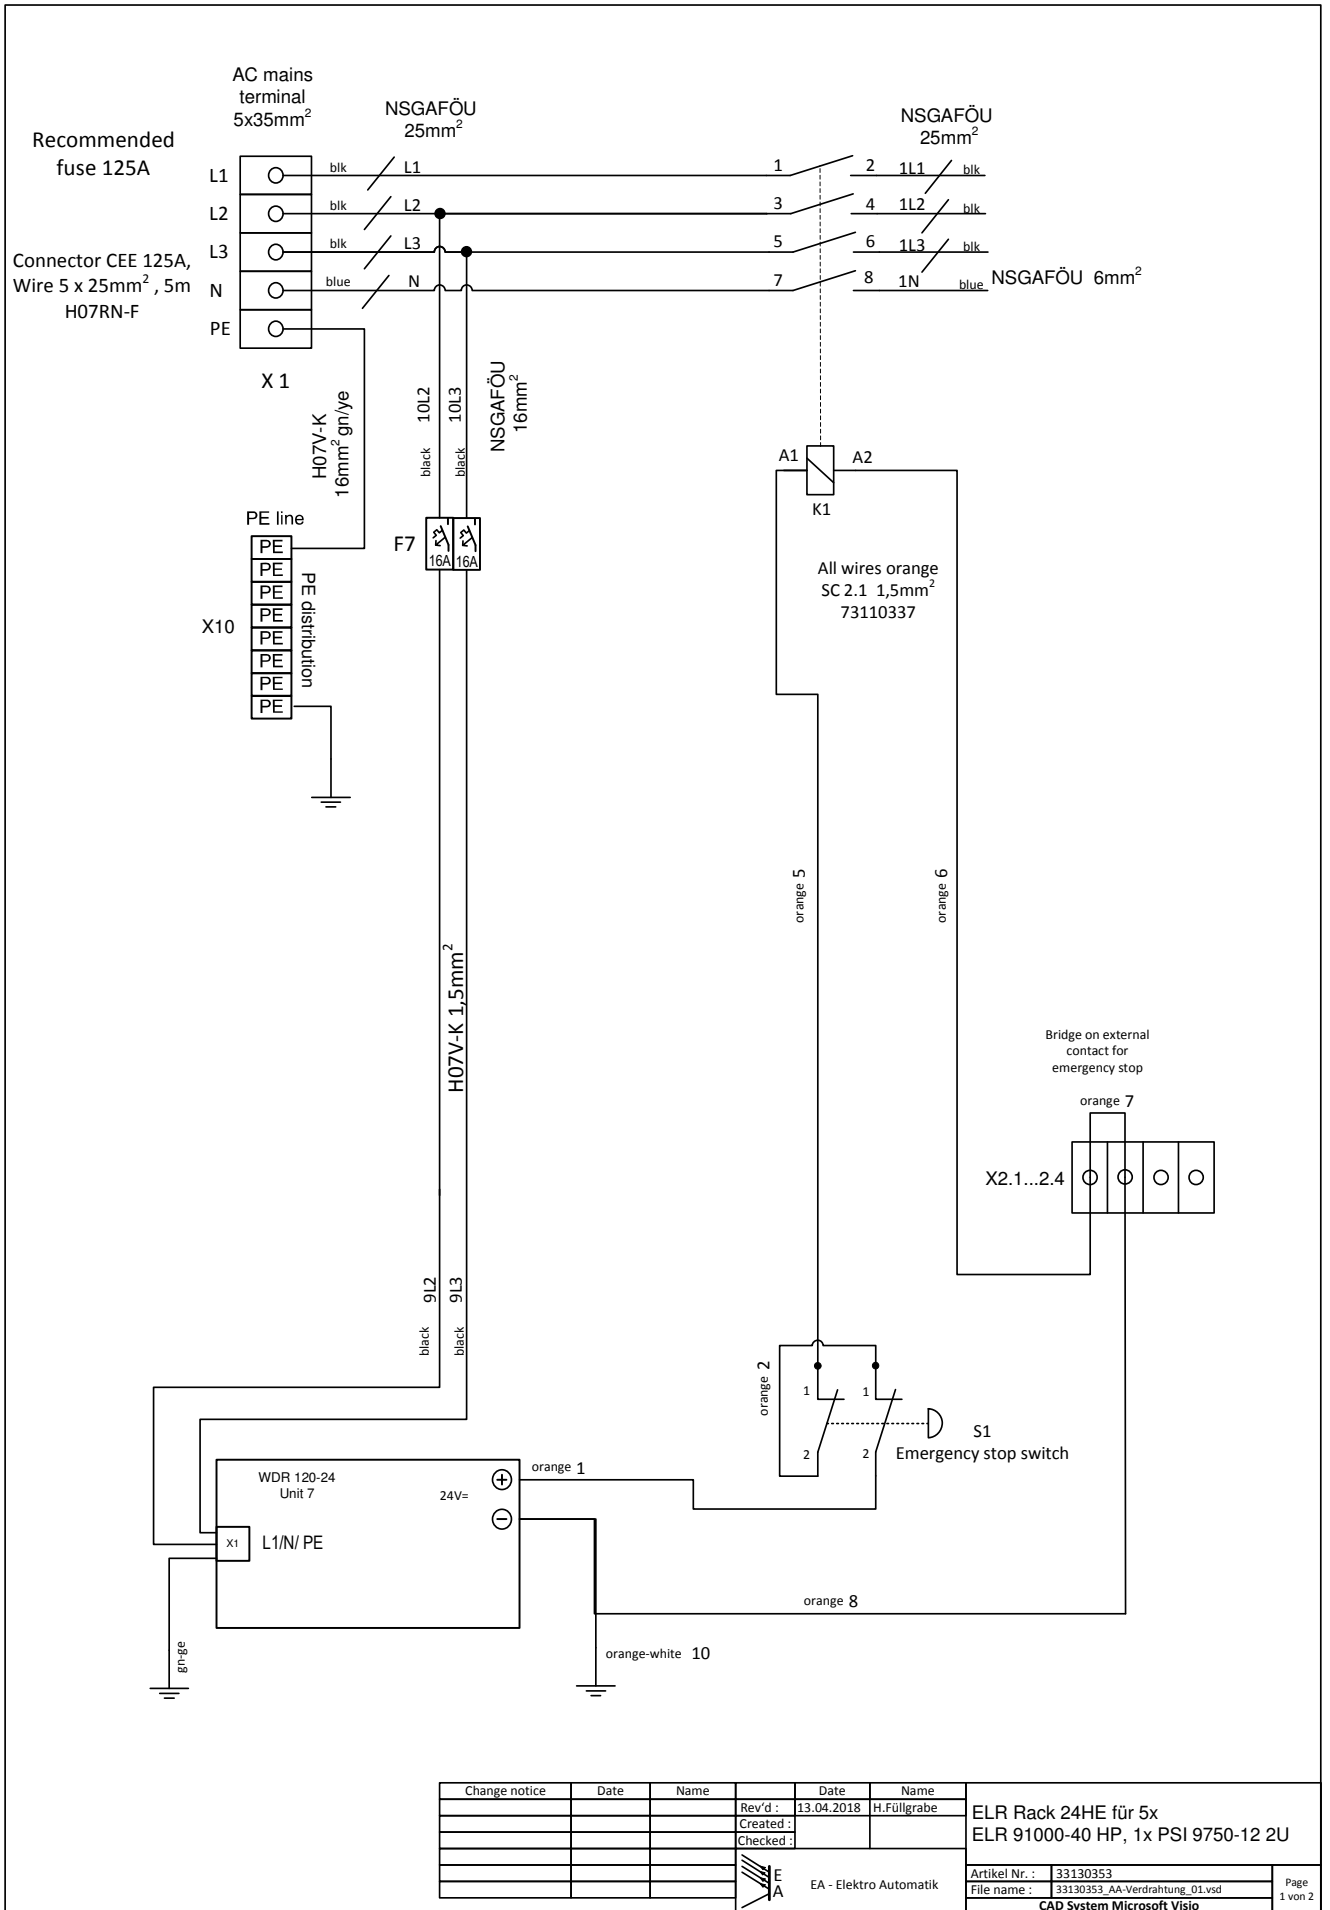 AC mains
terminal
5x35mm²
Recommended
fuse 125A
NSGAFÖU
25mm²
NSGAFÖU
25mm²
L1 blk L1 1 2 1L1 blk
L2 blk L2 3 4 1L2 blk
L3 blk L3 5 6 1L3 blk
N blue N 7 8 1N blue NSGAFÖU 6mm²
PE
Connector CEE 125A,
Wire 5 x 25mm² , 5m
H07RN-F
X 1
H07V-K
16mm² gn/ye
10L2
10L3
black
black
NSGAFÖU
16mm²
A1 A2
K1
PE line
PE
PE
PE
PE
PE
PE
PE
PE
PE distribution
X10
F7
16A 16A
All wires orange
SC 2.1 1,5mm²
73110337
orange 5
orange 6
H07V-K 1,5mm²
Bridge on external
contact for
emergency stop
orange 7
X2.1...2.4
9L2
9L3
black
black
orange 2
1 1
2 2
S1
Emergency stop switch
WDR 120-24
Unit 7
24V=
+
−
orange 1
X1 L1/N/ PE
orange 8
gn-ge
orange-white 10
Change notice Date Name Date Name
Rev'd : 13.04.2018 H.Füllgrabe
Created :
Checked :
ELR Rack 24HE für 5x
ELR 91000-40 HP, 1x PSI 9750-12 2U
E
A
EA - Elektro Automatik
Artikel Nr. : 33130353
File name : 33130353_AA-Verdrahtung_01.vsd
Page
1 von 2
CAD System Microsoft Visio